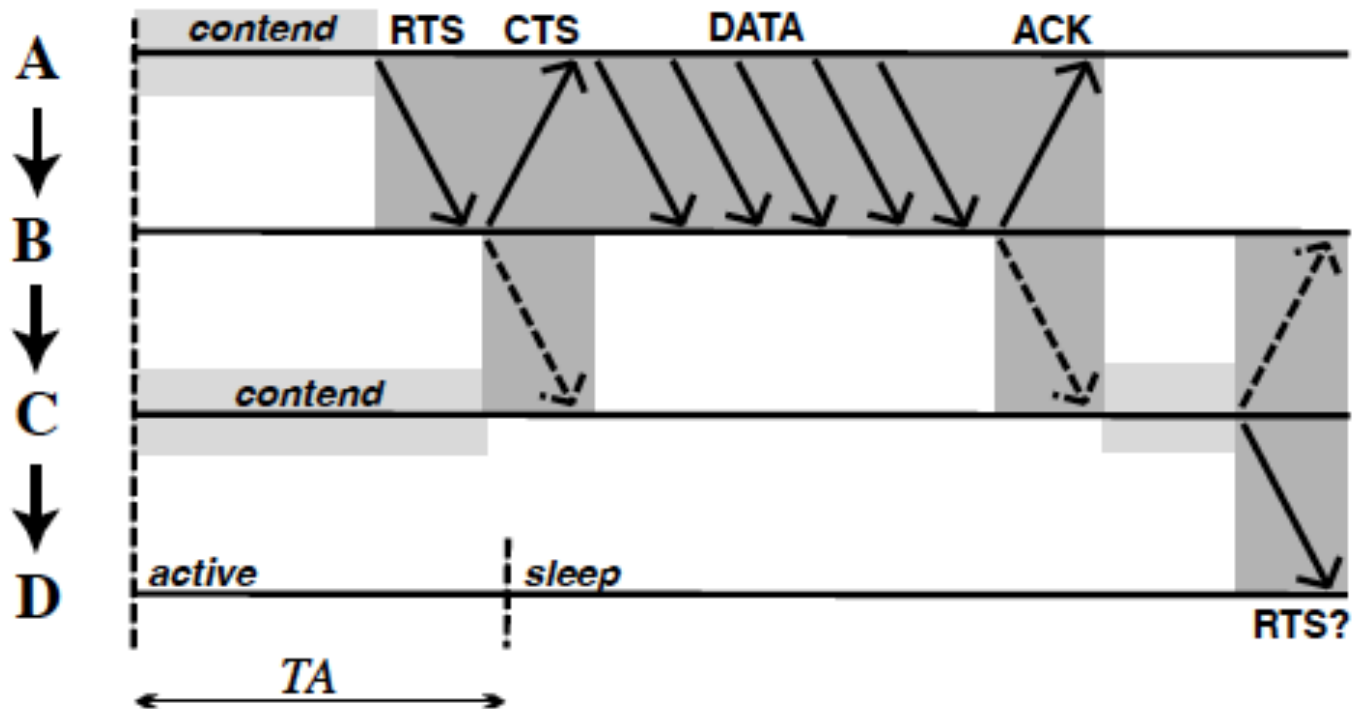 contend RTS CTS DATA ACK
A
B
contend
C
active sleep
D
RTS?
TA